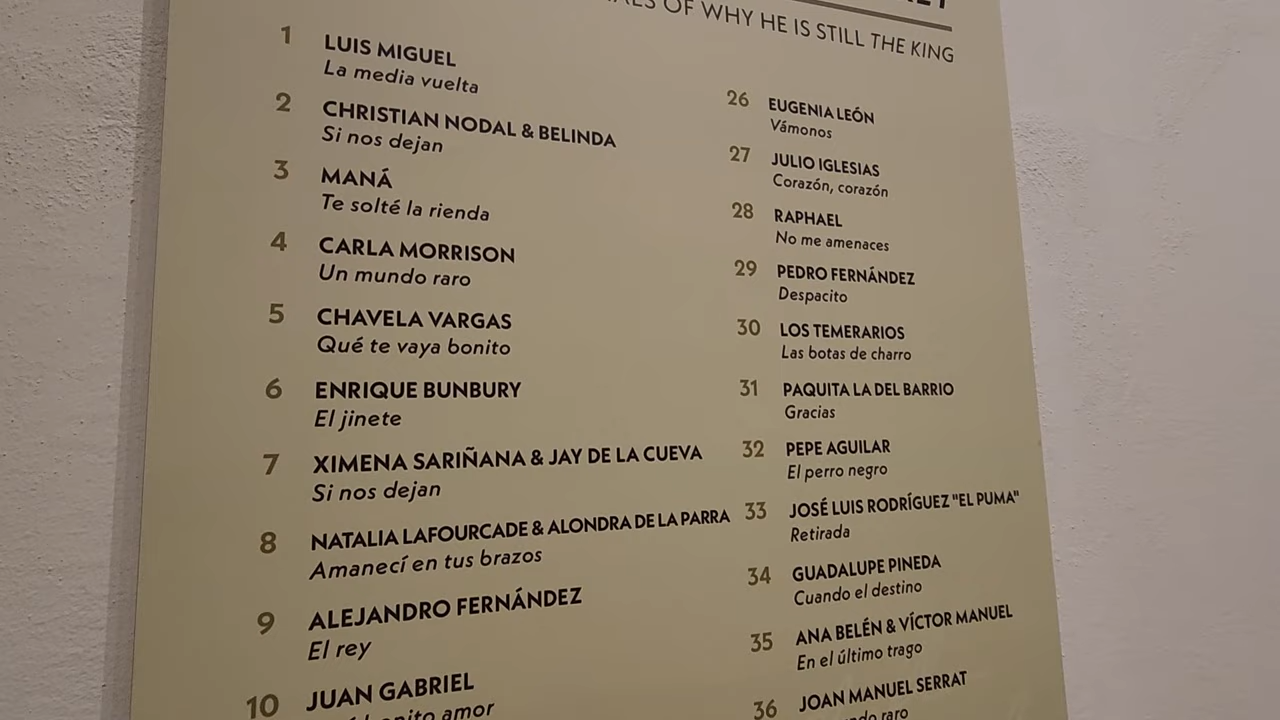 OF WHY HE IS STILL THE KING
1 LUIS MIGUEL
La media vuelta
2 CHRISTIAN NODAL & BELINDA
Si nos dejan
3 MANÁ
Te solté la rienda
4 CARLA MORRISON
Un mundo raro
5 CHAVELA VARGAS
Qué te vaya bonito
6 ENRIQUE BUNBURY
El jinete
7 XIMENA SARIÑANA & JAY DE LA CUEVA
Si nos dejan
8 NATALIA LAFOURCADE & ALONDRA DE LA PARRA
Amanecí en tus brazos
9 ALEJANDRO FERNÁNDEZ
El rey
10 JUAN GABRIEL
amor
26 EUGENIA LEÓN
Vámonos
27 JULIO IGLESIAS
Corazón, corazón
28 RAPHAEL
No me amenaces
29 PEDRO FERNÁNDEZ
Despacito
30 LOS TEMERARIOS
Las botas de charro
31 PAQUITA LA DEL BARRIO
Gracias
32 PEPE AGUILAR
El perro negro
33 JOSÉ LUIS RODRÍGUEZ "EL PUMA"
Retirada
34 GUADALUPE PINEDA
Cuando el destino
35 ANA BELÉN & VÍCTOR MANUEL
En el último trago
36 JOAN MANUEL SERRAT
raro